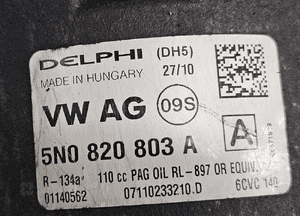 DELPHI (DH5)
MADE IN HUNGARY 27/10
VW AG 09S
5N0 820 803 A A
R-134a* 110 cc PAG OIL RL-897 OR EQUIV.
01140562 07110233210.D 6CVC 140